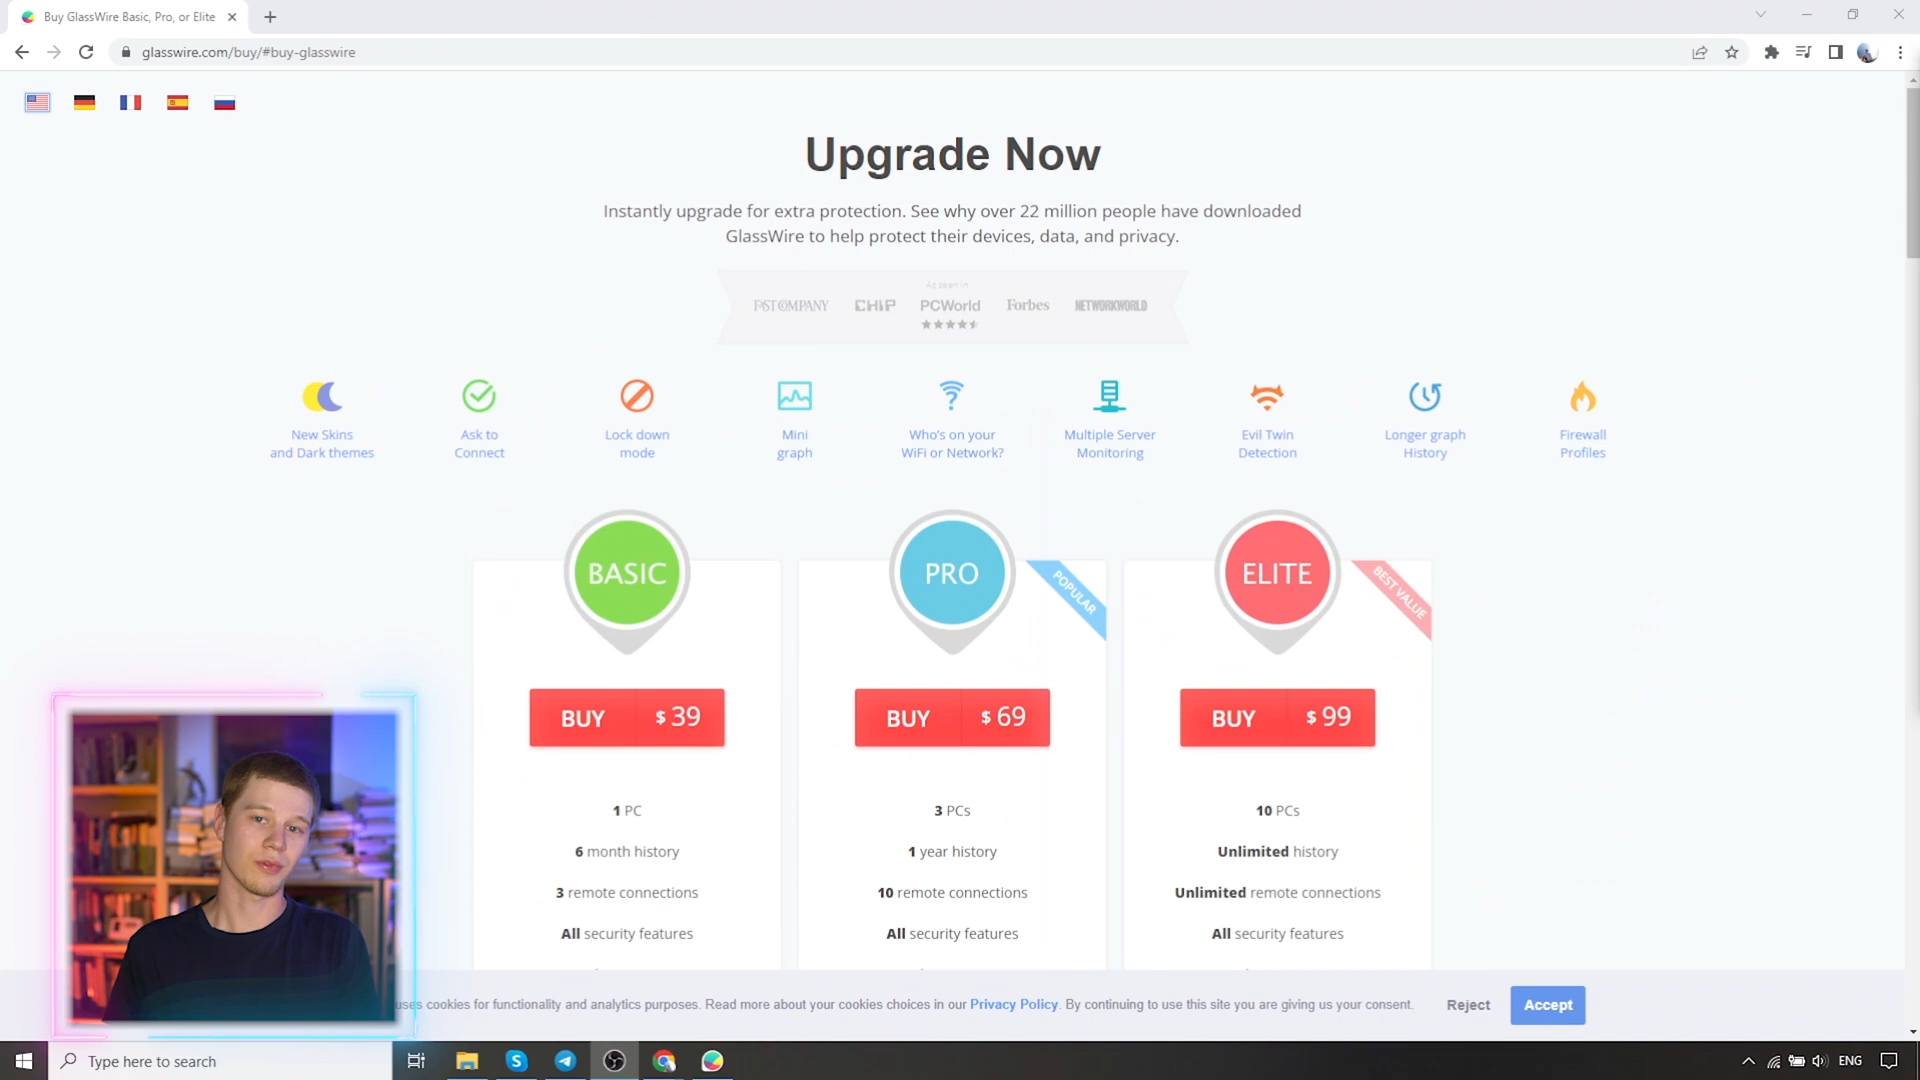 Buy GlassWire Basic, Pro, or Elite
glasswire.com/buy/#buy-glasswire
Upgrade Now
Instantly upgrade for extra protection. See why over 22 million people have downloaded
GlassWire to help protect their devices, data, and privacy.
As seen in
FAST COMPANY
CHIP
PCWorld
Forbes
NETWORKWORLD
New Skins
and Dark themes
Ask to
Connect
Lock down
mode
Mini
graph
Who's on your
WiFi or Network?
Multiple Server
Monitoring
Evil Twin
Detection
Longer graph
History
Firewall
Profiles
BASIC
BUY $ 39
1 PC
6 month history
3 remote connections
All security features
PRO
POPULAR
BUY $ 69
3 PCs
1 year history
10 remote connections
All security features
ELITE
BEST VALUE
BUY $ 99
10 PCs
Unlimited history
Unlimited remote connections
All security features
uses cookies for functionality and analytics purposes. Read more about your cookies choices in our Privacy Policy. By continuing to use this site you are giving us your consent.
Reject
Accept
Type here to search
ENG